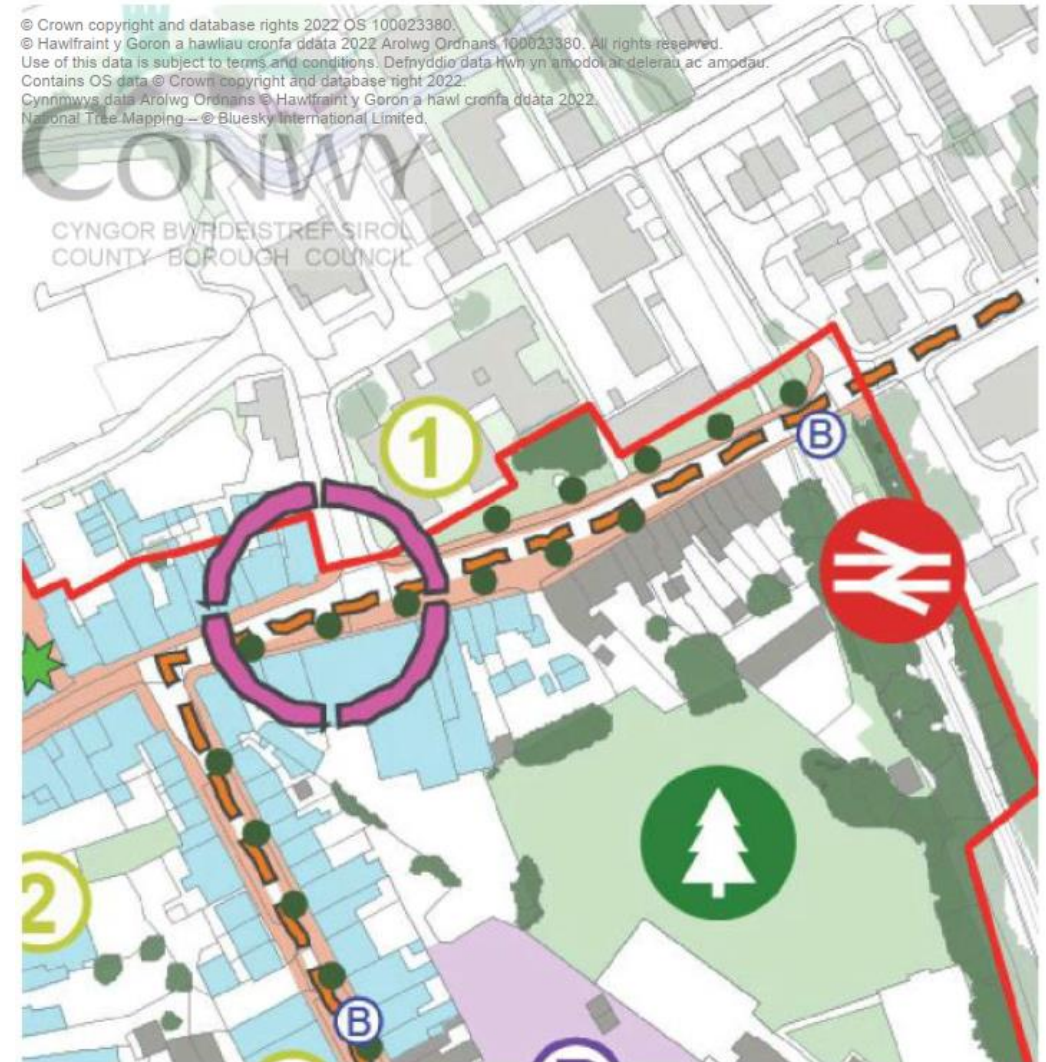 © Crown copyright and database rights 2022 OS 100023380.
© Hawlfraint y Goron a hawliau cronfa ddata 2022 Arolwg Ordnans 100023380. All rights reserved.
Use of this data is subject to terms and conditions. Defnyddio data hwn yn amodol ar delerau ac amodau.
Contains OS data © Crown copyright and database right 2022.
Cynnmwys data Arolwg Ordnans © Hawlfraint y Goron a hawl cronfa ddata 2022.
National Tree Mapping – © Bluesky International Limited.
CONWY
CYNGOR BWRDEISTREF SIROL
COUNTY BOROUGH COUNCIL
1
B
2
B